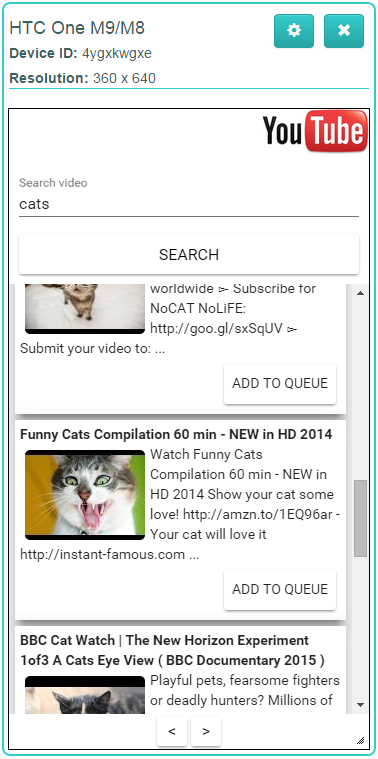 HTC One M9/M8
Device ID: 4ygxkwgxe
Resolution: 360 x 640
YouTube
Search video
cats
SEARCH
worldwide ➢ Subscribe for
NoCAT NoLiFE:
http://goo.gl/sxSqUV ➢
Submit your video to: ...
ADD TO QUEUE
Funny Cats Compilation 60 min - NEW in HD 2014
Watch Funny Cats
Compilation 60 min - NEW in
HD 2014 Show your cat some
love! http://amzn.to/1EQ96ar -
Your cat will love it
http://instant-famous.com ...
ADD TO QUEUE
BBC Cat Watch | The New Horizon Experiment
1of3 A Cats Eye View ( BBC Documentary 2015 )
Playful pets, fearsome fighters
or deadly hunters? Millions of
< >